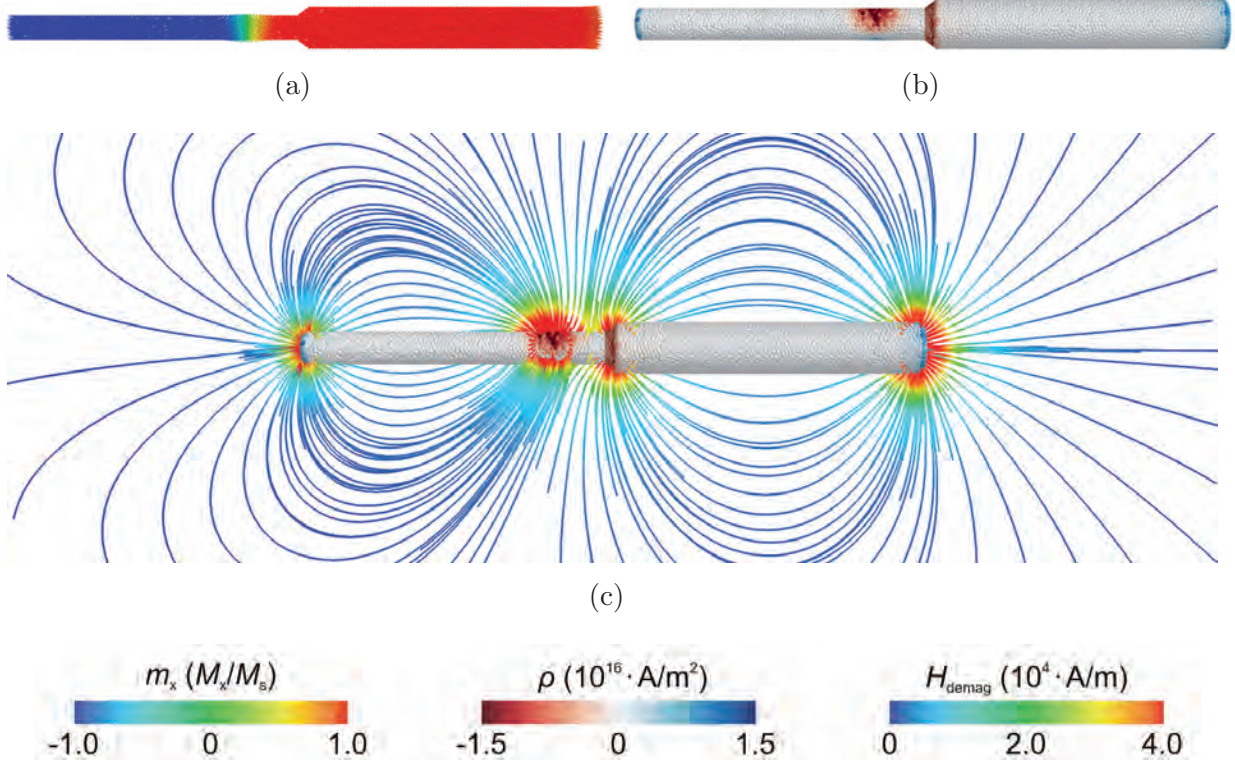 (a)
(b)
(c)
mₓ (Mₓ/Mₛ)
-1.0 0 1.0
ρ (10¹⁶ · A/m²)
-1.5 0 1.5
H_demag (10⁴ · A/m)
0 2.0 4.0